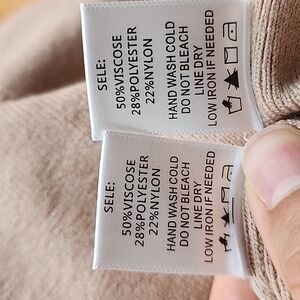 SELE:
50%VISCOSE
28%POLYESTER
22%NYLON
HAND WASH COLD
DO NOT BLEACH
LINE DRY
LOW IRON IF NEEDED
SELE:
50%VISCOSE
28%POLYESTER
22%NYLON
HAND WASH COLD
DO NOT BLEACH
LINE DRY
LOW IRON IF NEEDED